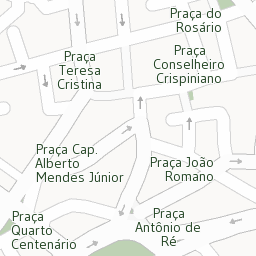 Praça do
Rosário
Praça
Teresa
Cristina
Praça
Conselheiro
Crispiniano
Praça Cap.
Alberto
Mendes Júnior
Praça João
Romano
Praça
Quarto
Centenário
Praça
Antônio de
Ré